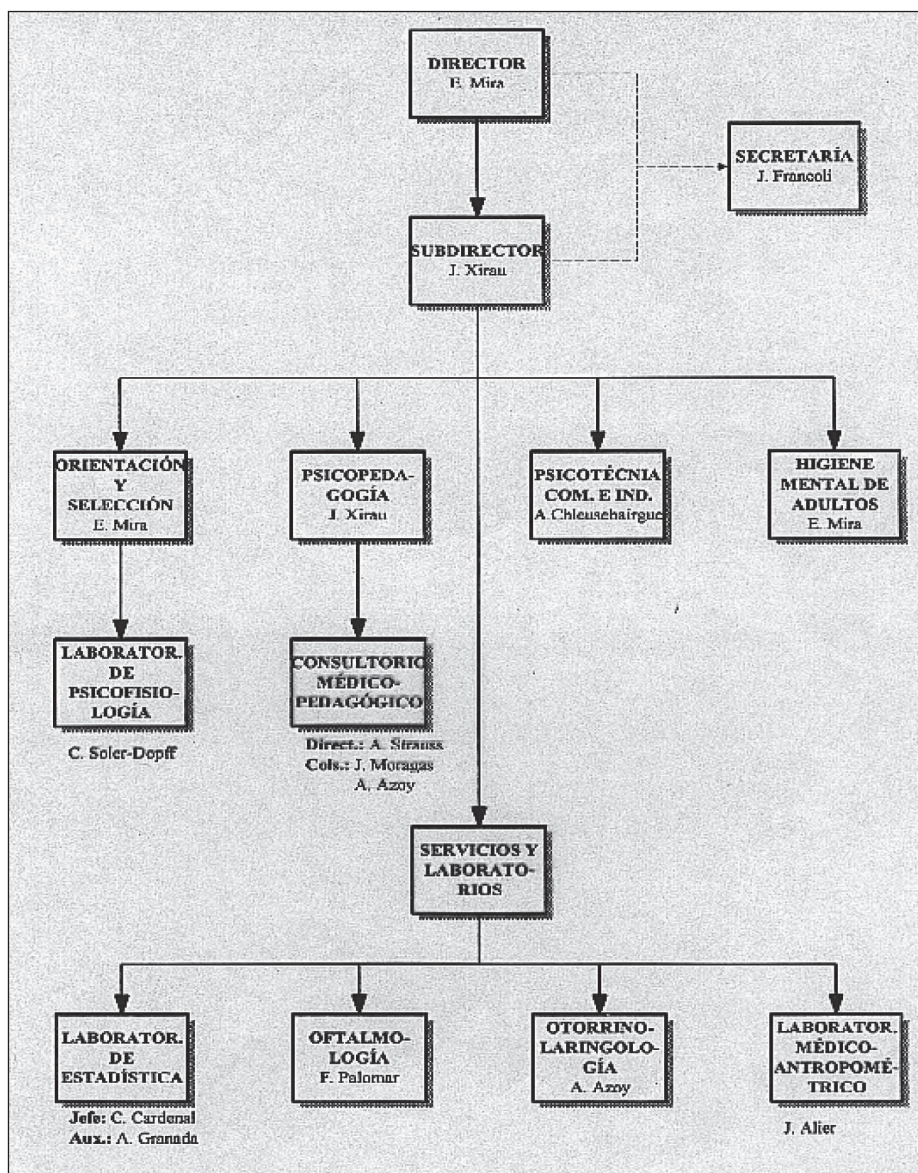 DIRECTOR
E. Mira
SECRETARÍA
J. Francoli
SUBDIRECTOR
J. Xirau
ORIENTACIÓN
Y
SELECCIÓN
E. Mira
PSICOPEDA-
GOGÍA
J. Xirau
PSICOTÉCNIA
COM. E IND.
A.Chleusebairgue
HIGIENE
MENTAL DE
ADULTOS
E. Mira
LABORATOR.
DE
PSICOFISIO-
LOGÍA
C. Soler-Dopff
CONSULTORIO
MÉDICO-
PEDAGÓGICO
Direct.: A. Strauss
Cols.: J. Moragas
A. Azoy
SERVICIOS Y
LABORATO-
RIOS
LABORATOR.
DE
ESTADÍSTICA
Jefe: C. Cardenal
Aux.: A. Granada
OFTALMO-
LOGÍA
F. Palomar
OTORRINO-
LARINGOLO-
GÍA
A. Azoy
LABORATOR.
MÉDICO-
ANTROPOMÉ-
TRICO
J. Alier